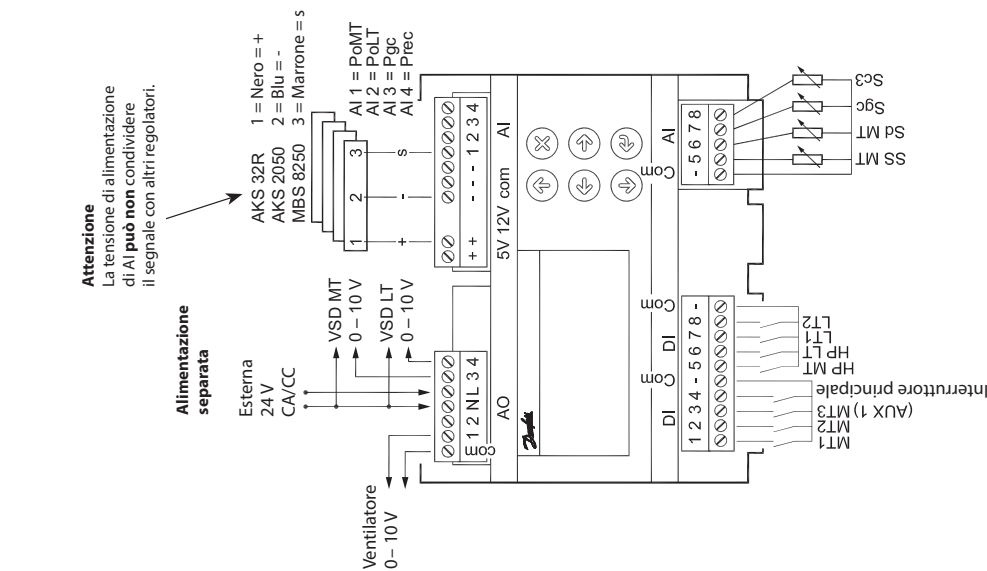 Attenzione
La tensione di alimentazione
di AI può non condividere
il segnale con altri regolatori.
AKS 32R
AKS 2050
MBS 8250
1 = Nero = +
2 = Blu = -
3 = Marrone = s
AI 1 = PoMT
AI 2 = PoLT
AI 3 = Pgc
AI 4 = Prec
1 2 3
+ - s
Alimentazione
separata
Esterna
24 V
CA/CC
VSD MT
0 – 10 V
VSD LT
0 – 10 V
Ventilatore
0 – 10 V
com 1 2 N L 3 4
AO
+ + - - - 1 2 3 4
5V 12V com AI
Danfoss
DI Com DI Com
1 2 3 4 - 5 6 7 8 -
Com AI
- 5 6 7 8
MT1
MT2
(AUX 1) MT3
Interruttore principale
HP MT
HP LT
LT1
LT2
SS MT
Sd MT
Sgc
Sc3